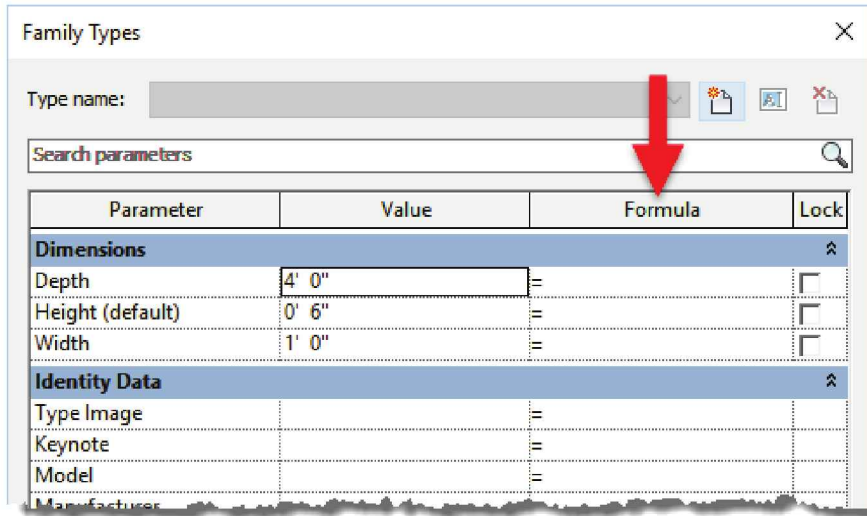 Family Types
Type name:
Search parameters
Parameter Value Formula Lock
Dimensions
Depth 4' 0" =
Height (default) 0' 6" =
Width 1' 0" =
Identity Data
Type Image =
Keynote =
Model =
Manufacturer